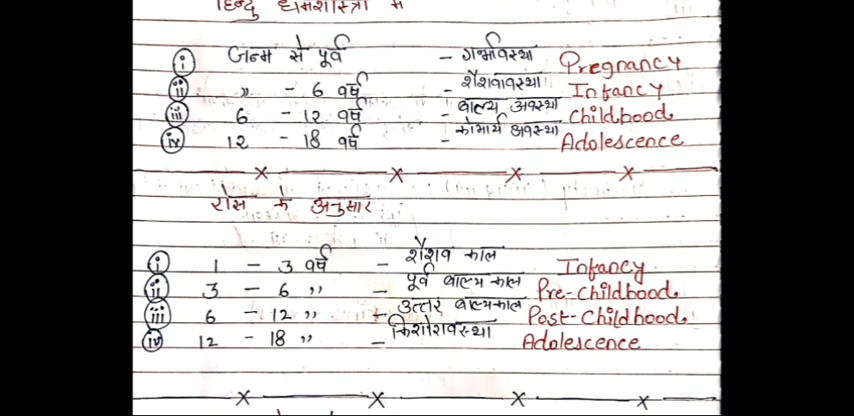 हिन्दु धर्मशास्त्रों में
(i) जन्म से पूर्व - गर्भावस्था Pregnancy
(ii) " - 6 वर्ष - शैशवावस्था Infancy
(iii) 6 - 12 वर्ष - बाल्य अवस्था Childhood
(iv) 12 - 18 वर्ष - कौमार्य अवस्था Adolescence
रोस के अनुसार :
(i) 1 - 3 वर्ष - शैशव काल Infancy
(ii) 3 - 6 " - पूर्व बाल्यकाल Pre-Childhood
(iii) 6 - 12 " - उत्तर बाल्यकाल Post-Childhood
(iv) 12 - 18 " - किशोरावस्था Adolescence